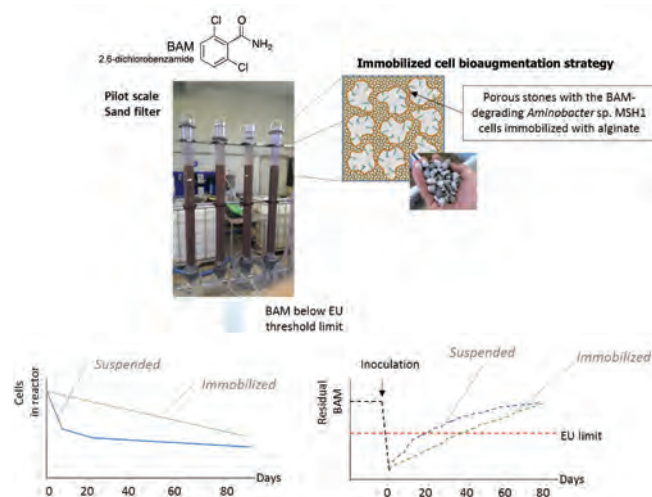 Cl
O
NH₂
Cl
BAM
2,6-dichlorobenzamide
Immobilized cell bioaugmentation strategy
Pilot scale
Sand filter
Porous stones with the BAM-
degrading Aminobacter sp. MSH1
cells immobilized with alginate
BAM below EU
threshold limit
Cells
in reactor
Suspended
Immobilized
0 20 40 60 80 Days
Inoculation
Residual
BAM
Suspended
Immobilized
EU limit
0 20 40 60 80 Days